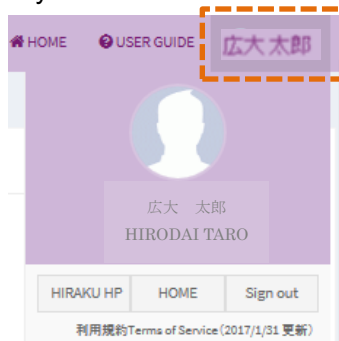 HOME USER GUIDE 広大 太郎
広大 太郎
HIRODAI TARO
HIRAKU HP HOME Sign out
利用規約Terms of Service(2017/1/31 更新)